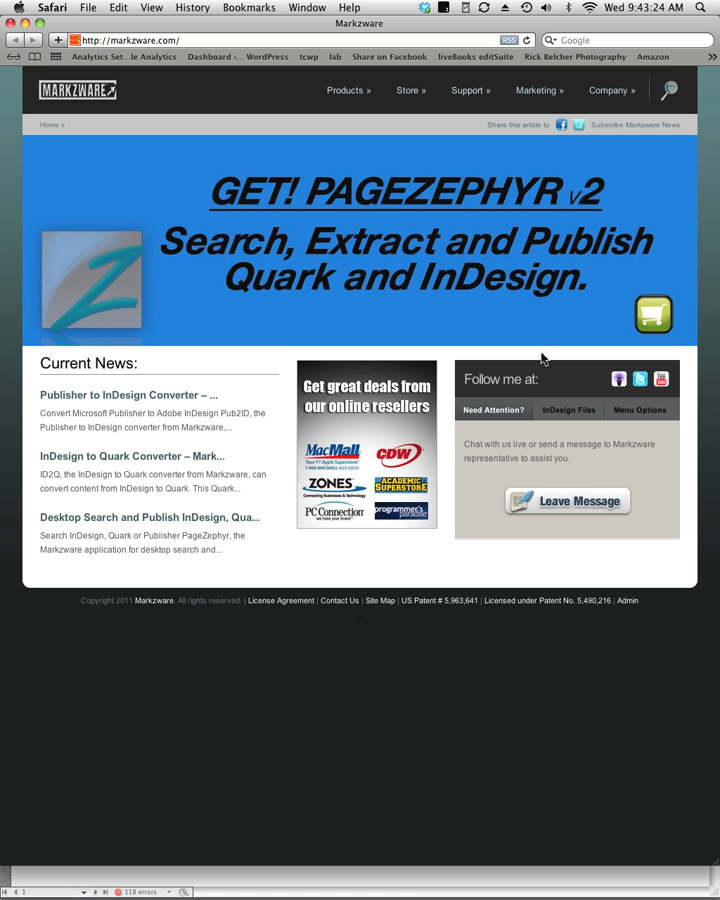 Safari File Edit View History Bookmarks Window Help Wed 9:43:24 AM
Markzware
http://markzware.com/ RSS Google
Analytics Set...le Analytics Dashboard ‹... WordPress tcwp lab Share on Facebook liveBooks editSuite Rick Belcher Photography Amazon »
MARKZWARE Products » Store » Support » Marketing » Company »
Home » Share this article to Subscribe Markzware News
GET! PAGEZEPHYR v2
Search, Extract and Publish
Quark and InDesign.
Z
Current News:
Publisher to InDesign Converter – ...
Convert Microsoft Publisher to Adobe InDesign Pub2ID, the
Publisher to InDesign converter from Markzware,...
InDesign to Quark Converter – Mark...
ID2Q, the InDesign to Quark converter from Markzware, can
convert content from InDesign to Quark. This Quark...
Desktop Search and Publish InDesign, Qua...
Search InDesign, Quark or Publisher PageZephyr, the
Markzware application for desktop search and...
Get great deals from
our online resellers
MacMall
Your #1 Apple Superstore!
1-800-MACMALL (622-6255)
CDW
ZONES
Connecting Businesses & Technology
ACADEMIC
SUPERSTORE
PC Connection
we have your brand
programmer's
paradise
Follow me at: You Tube
Need Attention? InDesign Files Menu Options
Chat with us live or send a message to Markzware
representative to assist you.
Leave Message
Copyright 2011 Markzware. All rights reserved. | License Agreement | Contact Us | Site Map | US Patent # 5,963,641 | Licensed under Patent No. 5,490,216 | Admin
1 118 errors